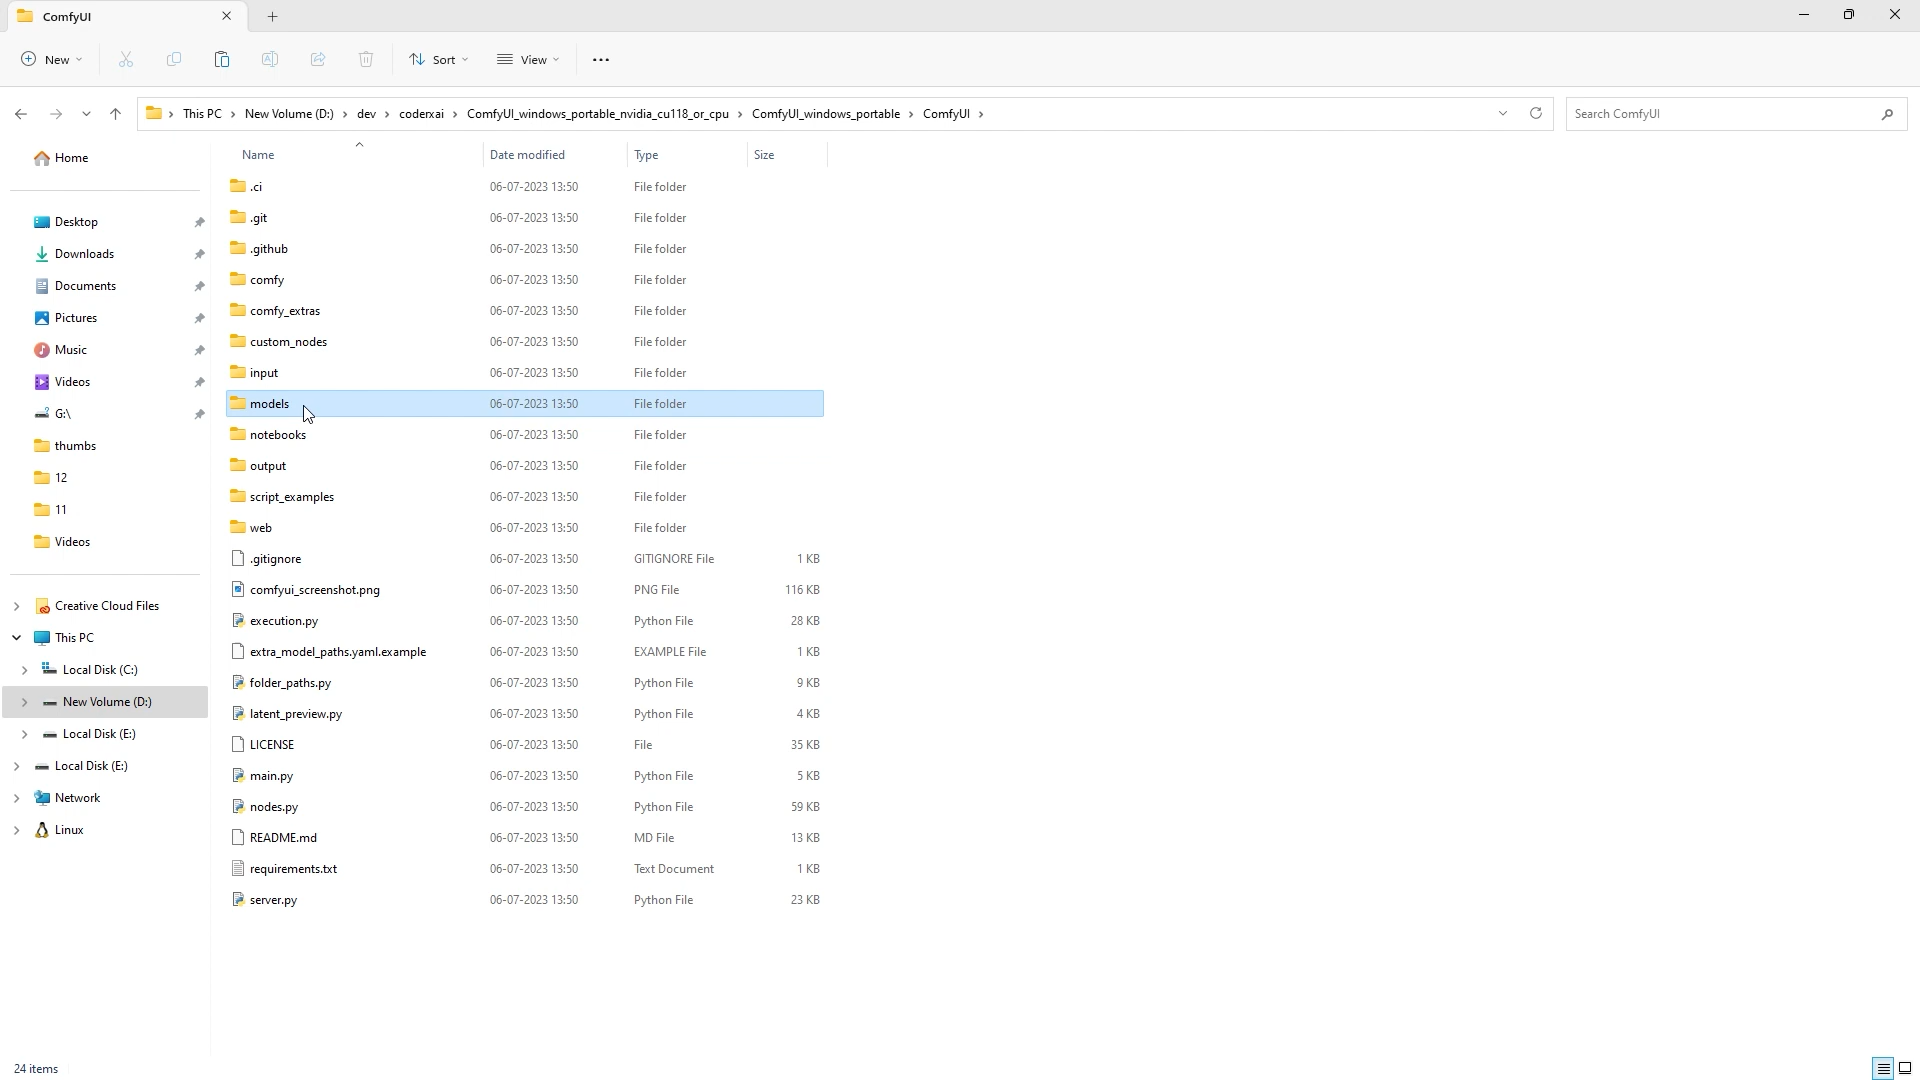 ComfyUI
New Sort View
This PC New Volume (D:) dev coderxai ComfyUI_windows_portable_nvidia_cu118_or_cpu ComfyUI_windows_portable ComfyUI Search ComfyUI
Name Date modified Type Size
Home
Desktop
Downloads
Documents
Pictures
Music
Videos
G:\
thumbs
12
11
Videos
Creative Cloud Files
This PC
Local Disk (C:)
New Volume (D:)
Local Disk (E:)
Local Disk (E:)
Network
Linux
.ci 06-07-2023 13:50 File folder
.git 06-07-2023 13:50 File folder
.github 06-07-2023 13:50 File folder
comfy 06-07-2023 13:50 File folder
comfy_extras 06-07-2023 13:50 File folder
custom_nodes 06-07-2023 13:50 File folder
input 06-07-2023 13:50 File folder
models 06-07-2023 13:50 File folder
notebooks 06-07-2023 13:50 File folder
output 06-07-2023 13:50 File folder
script_examples 06-07-2023 13:50 File folder
web 06-07-2023 13:50 File folder
.gitignore 06-07-2023 13:50 GITIGNORE File 1 KB
comfyui_screenshot.png 06-07-2023 13:50 PNG File 116 KB
execution.py 06-07-2023 13:50 Python File 28 KB
extra_model_paths.yaml.example 06-07-2023 13:50 EXAMPLE File 1 KB
folder_paths.py 06-07-2023 13:50 Python File 9 KB
latent_preview.py 06-07-2023 13:50 Python File 4 KB
LICENSE 06-07-2023 13:50 File 35 KB
main.py 06-07-2023 13:50 Python File 5 KB
nodes.py 06-07-2023 13:50 Python File 59 KB
README.md 06-07-2023 13:50 MD File 13 KB
requirements.txt 06-07-2023 13:50 Text Document 1 KB
server.py 06-07-2023 13:50 Python File 23 KB
24 items